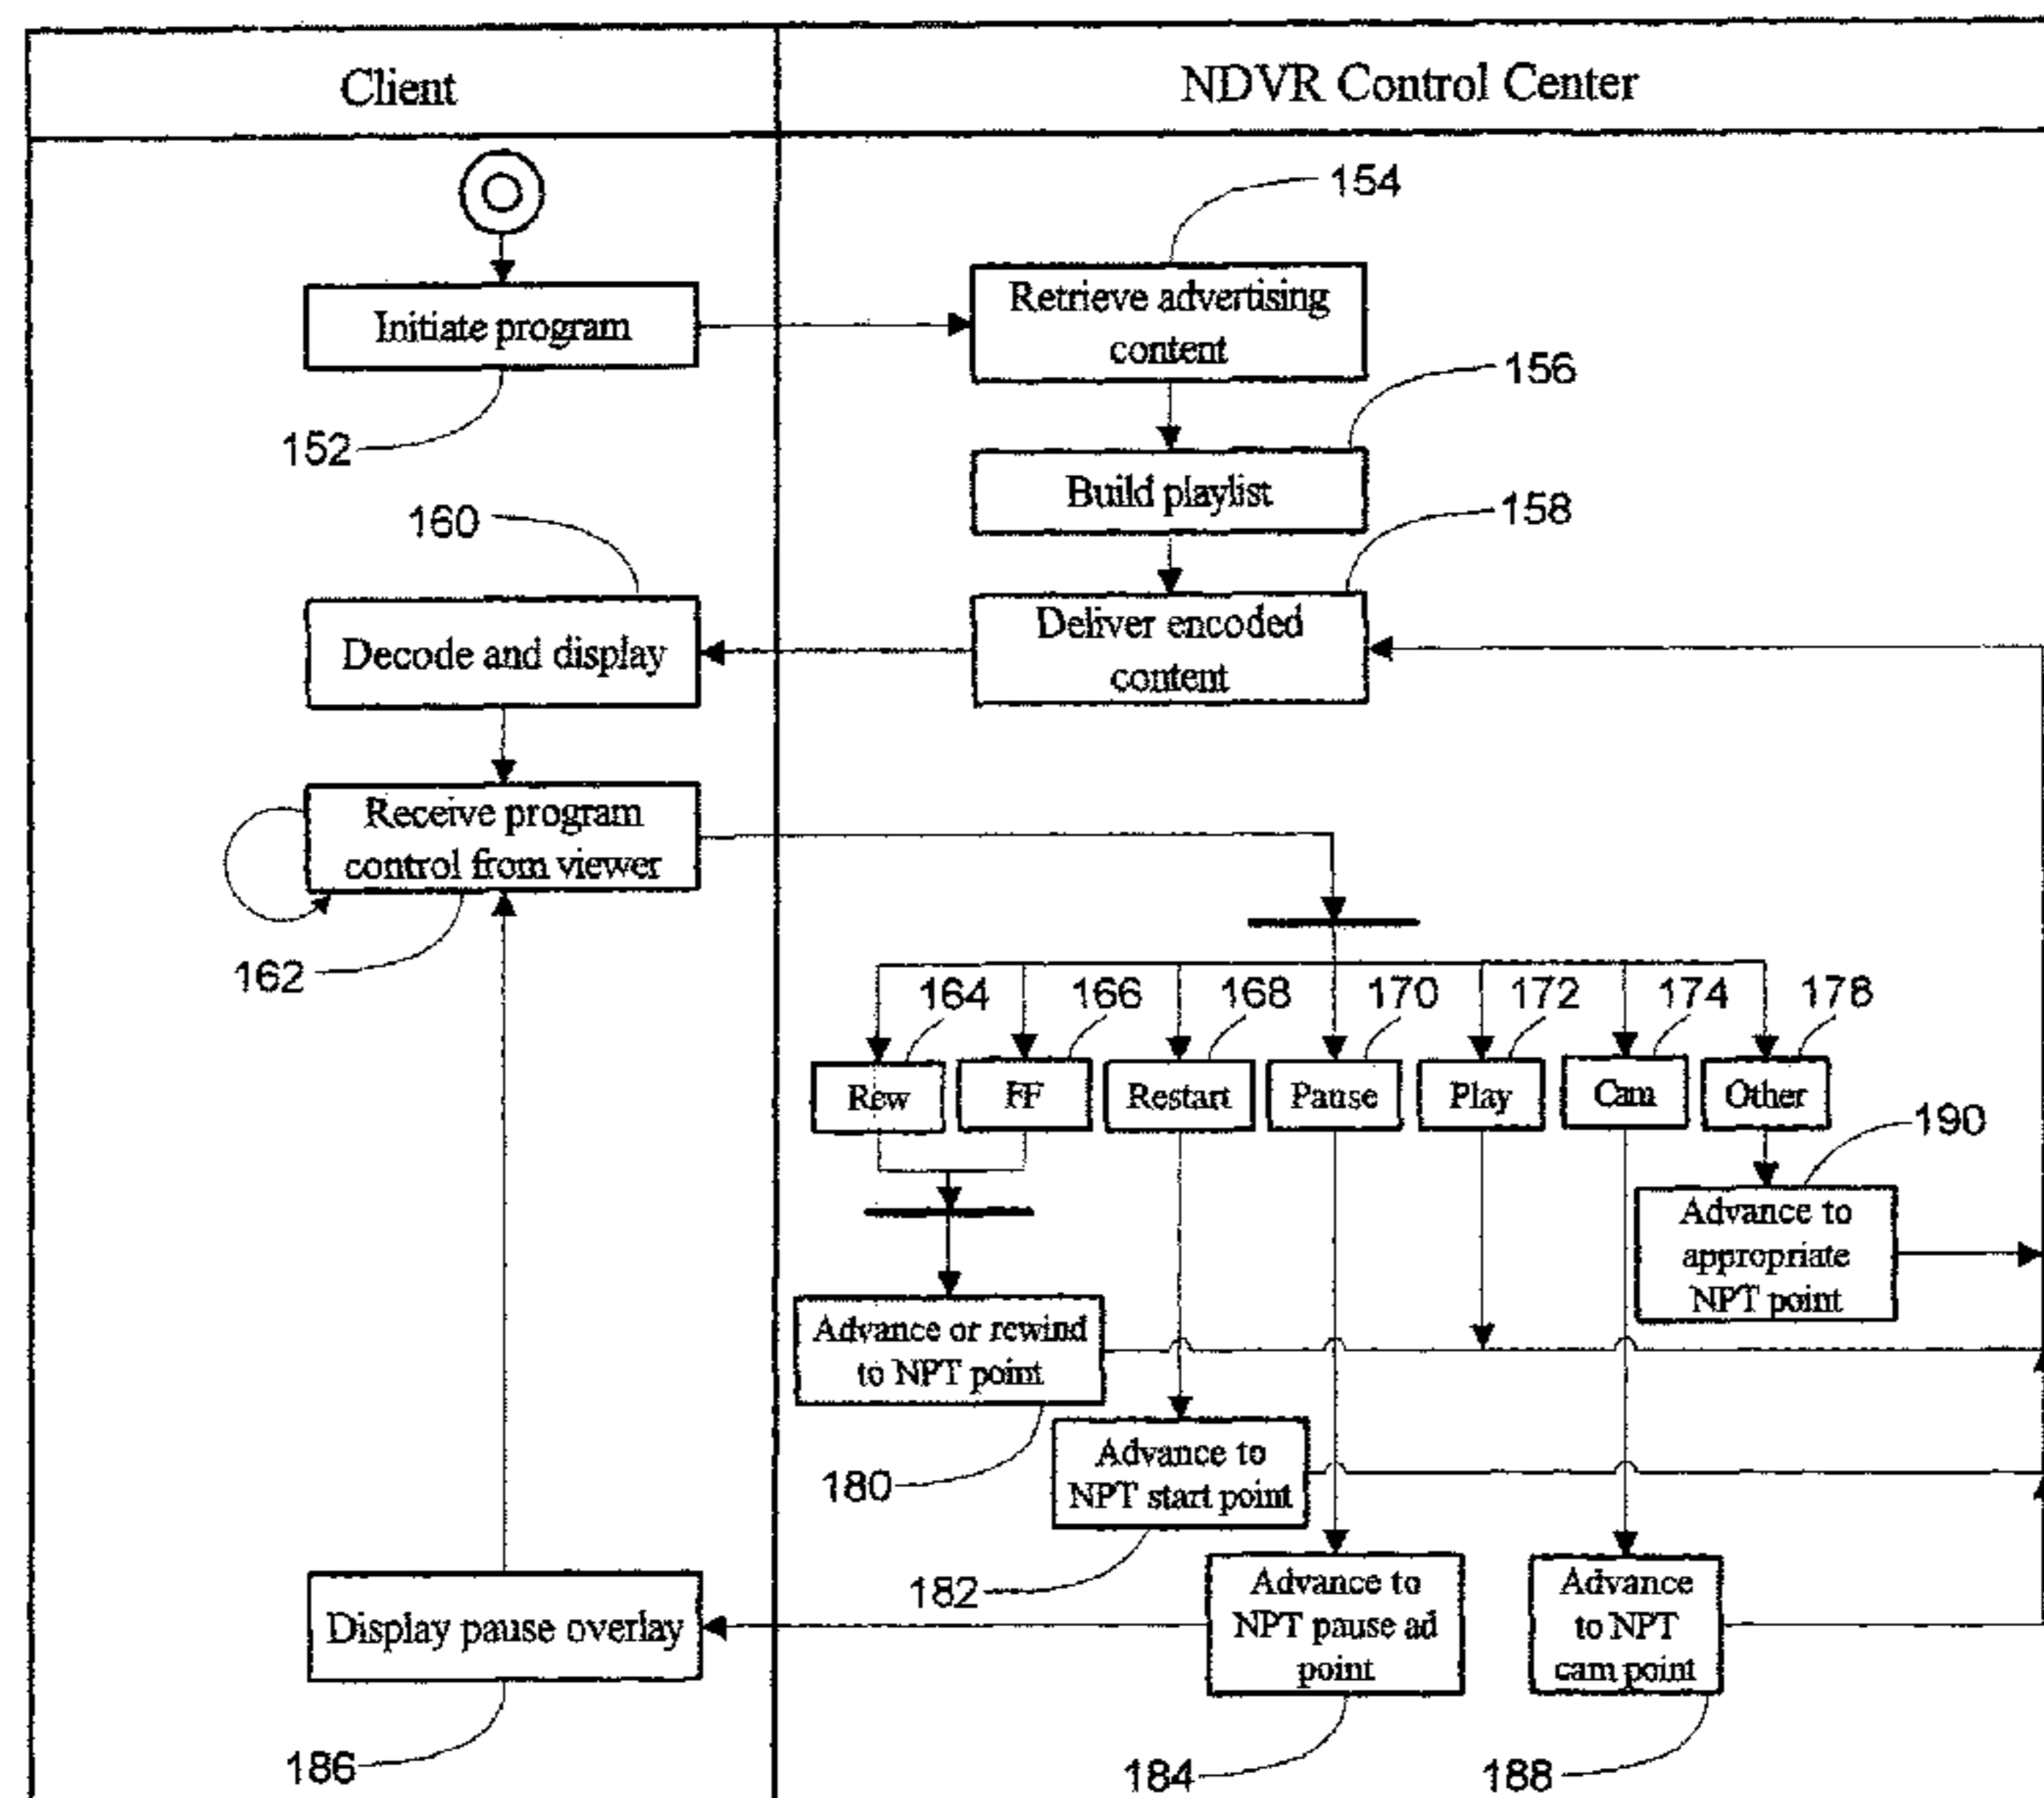 Client
NDVR Control Center
154
Initiate program
Retrieve advertising
content
152
156
Build playlist
160
158
Decode and display
Deliver encoded
content
Receive program
control from viewer
162
164
166
168
170
172
174
178
Rew
FF
Restart
Pause
Play
Cam
Other
190
Advance to
appropriate
NPT point
Advance or rewind
to NPT point
180
Advance to
NPT start point
182
Display pause overlay
186
Advance to
NPT pause ad
point
184
Advance
to NPT
cam point
188